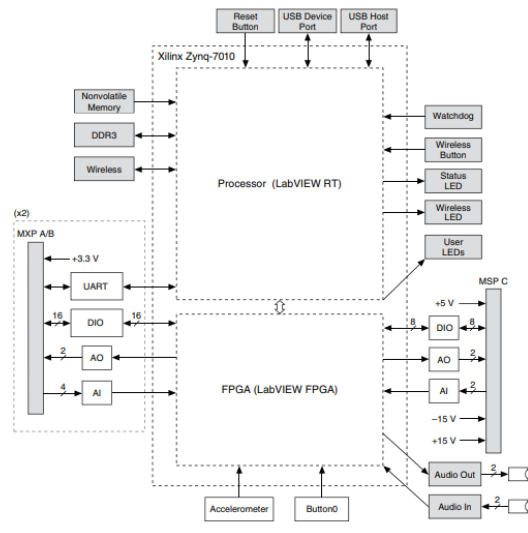 Reset
Button
USB Device
Port
USB Host
Port
Xilinx Zynq-7010
Nonvolatile
Memory
DDR3
Wireless
Processor (LabVIEW RT)
Watchdog
Wireless
Button
Status
LED
Wireless
LED
User
LEDs
(x2)
MXP A/B
+3.3 V
UART
16
DIO
16
2
AO
4
AI
FPGA (LabVIEW FPGA)
MSP C
+5 V
8
DIO
8
AO
2
AI
2
–15 V
+15 V
Audio Out
2
Audio In
2
Accelerometer
Button0